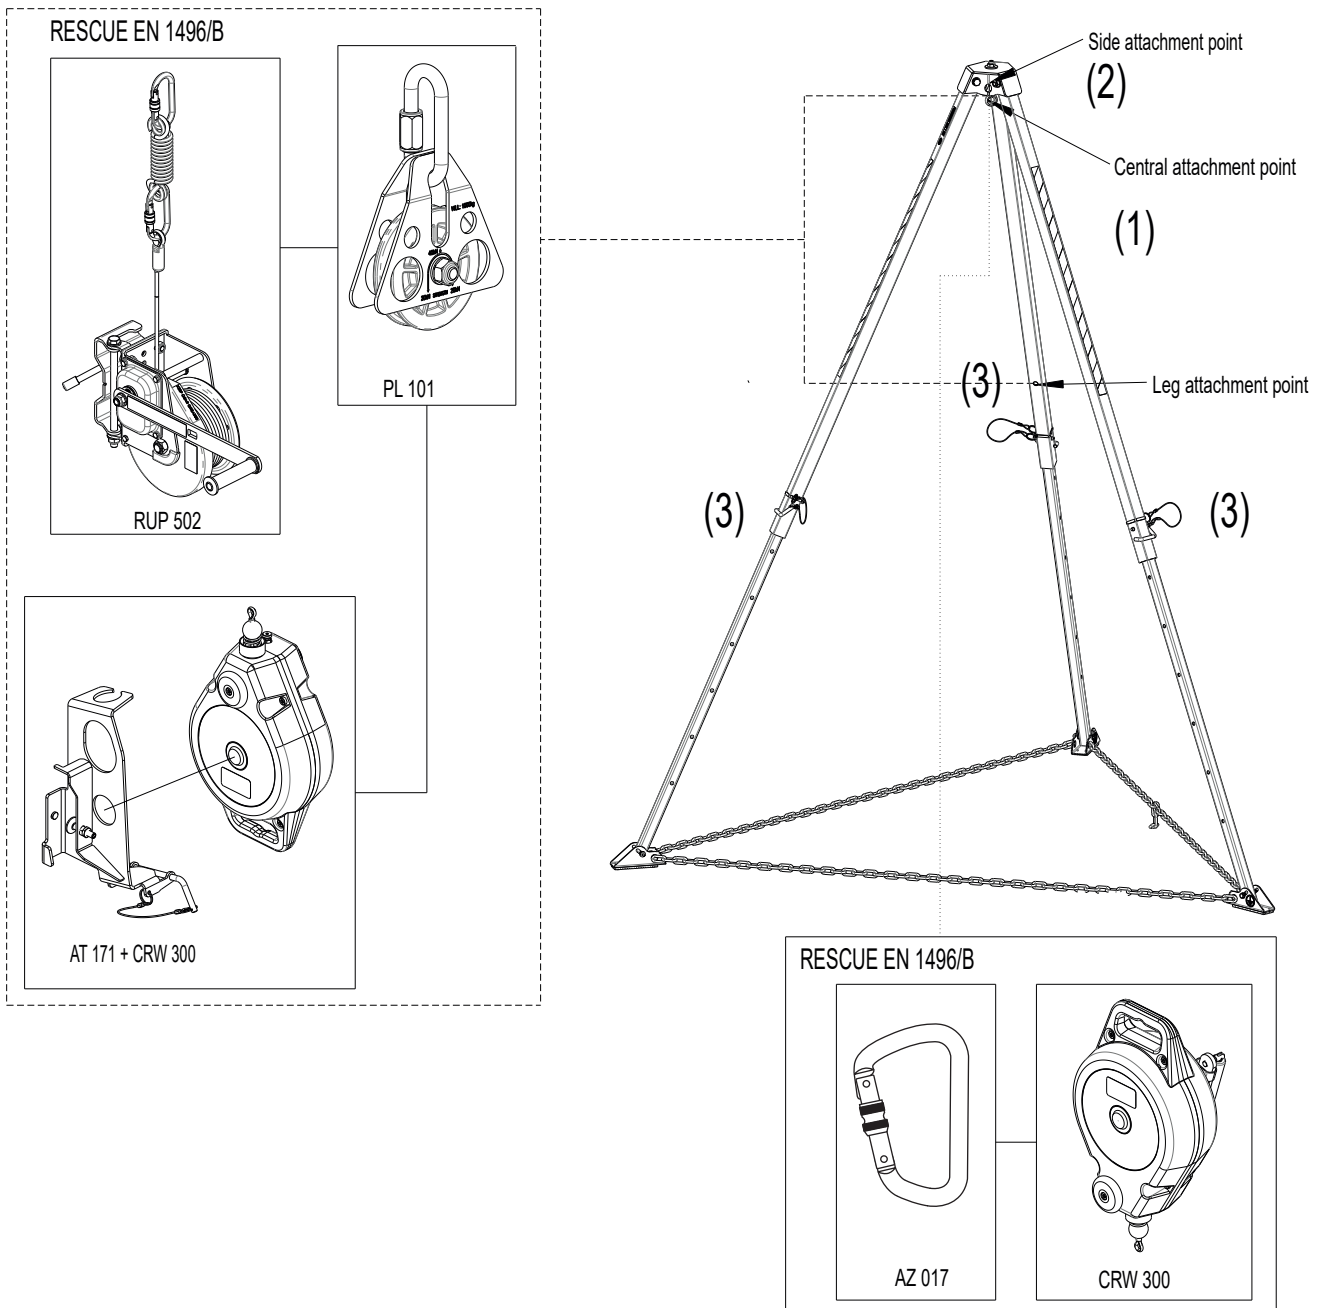 RESCUE EN 1496/B
RUP 502
PL 101
AT 171 + CRW 300
Side attachment point
(2)
Central attachment point
(1)
(3)
Leg attachment point
(3)
(3)
RESCUE EN 1496/B
AZ 017
CRW 300